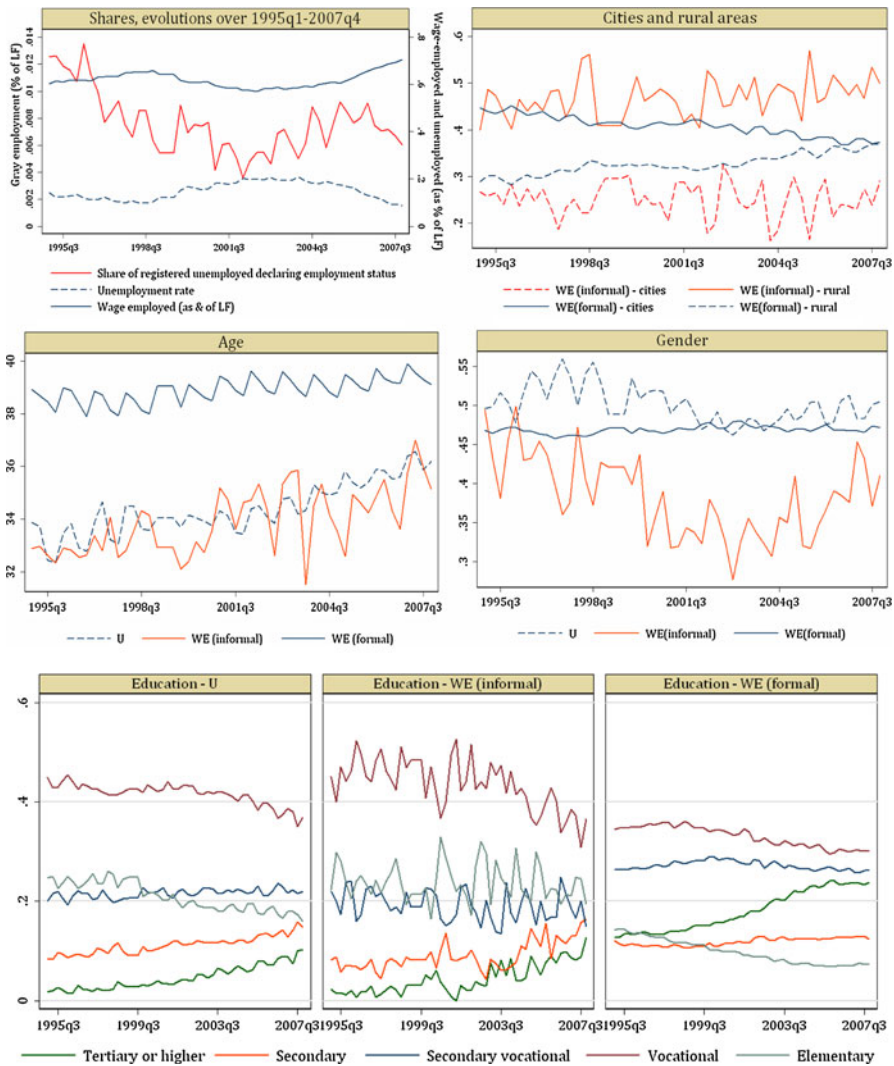 Shares, evolutions over 1995q1-2007q4
Gray employment (% of LF)
.014
.012
.01
.008
.006
.004
.002
0
.8
.6
.4
.2
0
Wage-employed and unemployed (as % of LF)
1995q3 1998q3 2001q3 2004q3 2007q3
Share of registered unemployed declaring employment status
Unemployment rate
Wage employed (as & of LF)
Cities and rural areas
.6
.5
.4
.3
.2
1995q3 1998q3 2001q3 2004q3 2007q3
WE (informal) - cities WE (informal) - rural
WE(formal) - cities WE(formal) - rural
Age
40
38
36
34
32
1995q3 1998q3 2001q3 2004q3 2007q3
U WE (informal) WE (formal)
Gender
.55
.5
.45
.4
.35
.3
1995q3 1998q3 2001q3 2004q3 2007q3
U WE(informal) WE(formal)
Education - U Education - WE (informal) Education - WE (formal)
.6
.4
.2
0
1995q3 1999q3 2003q3 2007q3 1995q3 1999q3 2003q3 2007q3 1995q3 1999q3 2003q3 2007q3
Tertiary or higher Secondary Secondary vocational Vocational Elementary